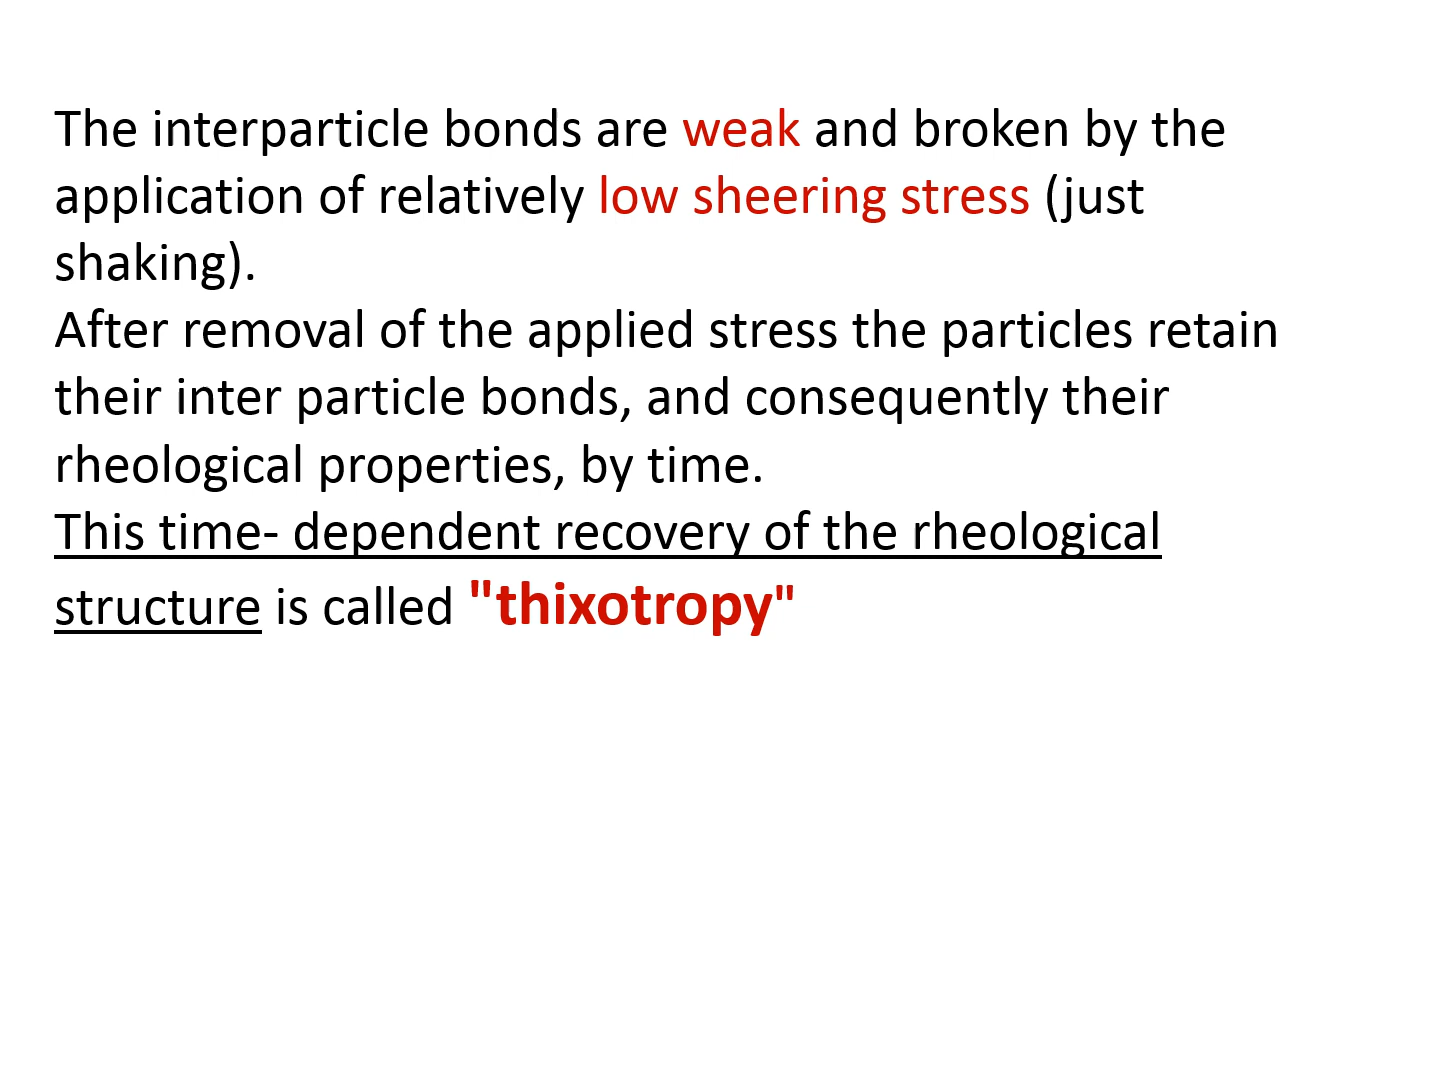 The interparticle bonds are weak and broken by the
application of relatively low sheering stress (just
shaking).
After removal of the applied stress the particles retain
their inter particle bonds, and consequently their
rheological properties, by time.
This time- dependent recovery of the rheological
structure is called "thixotropy"